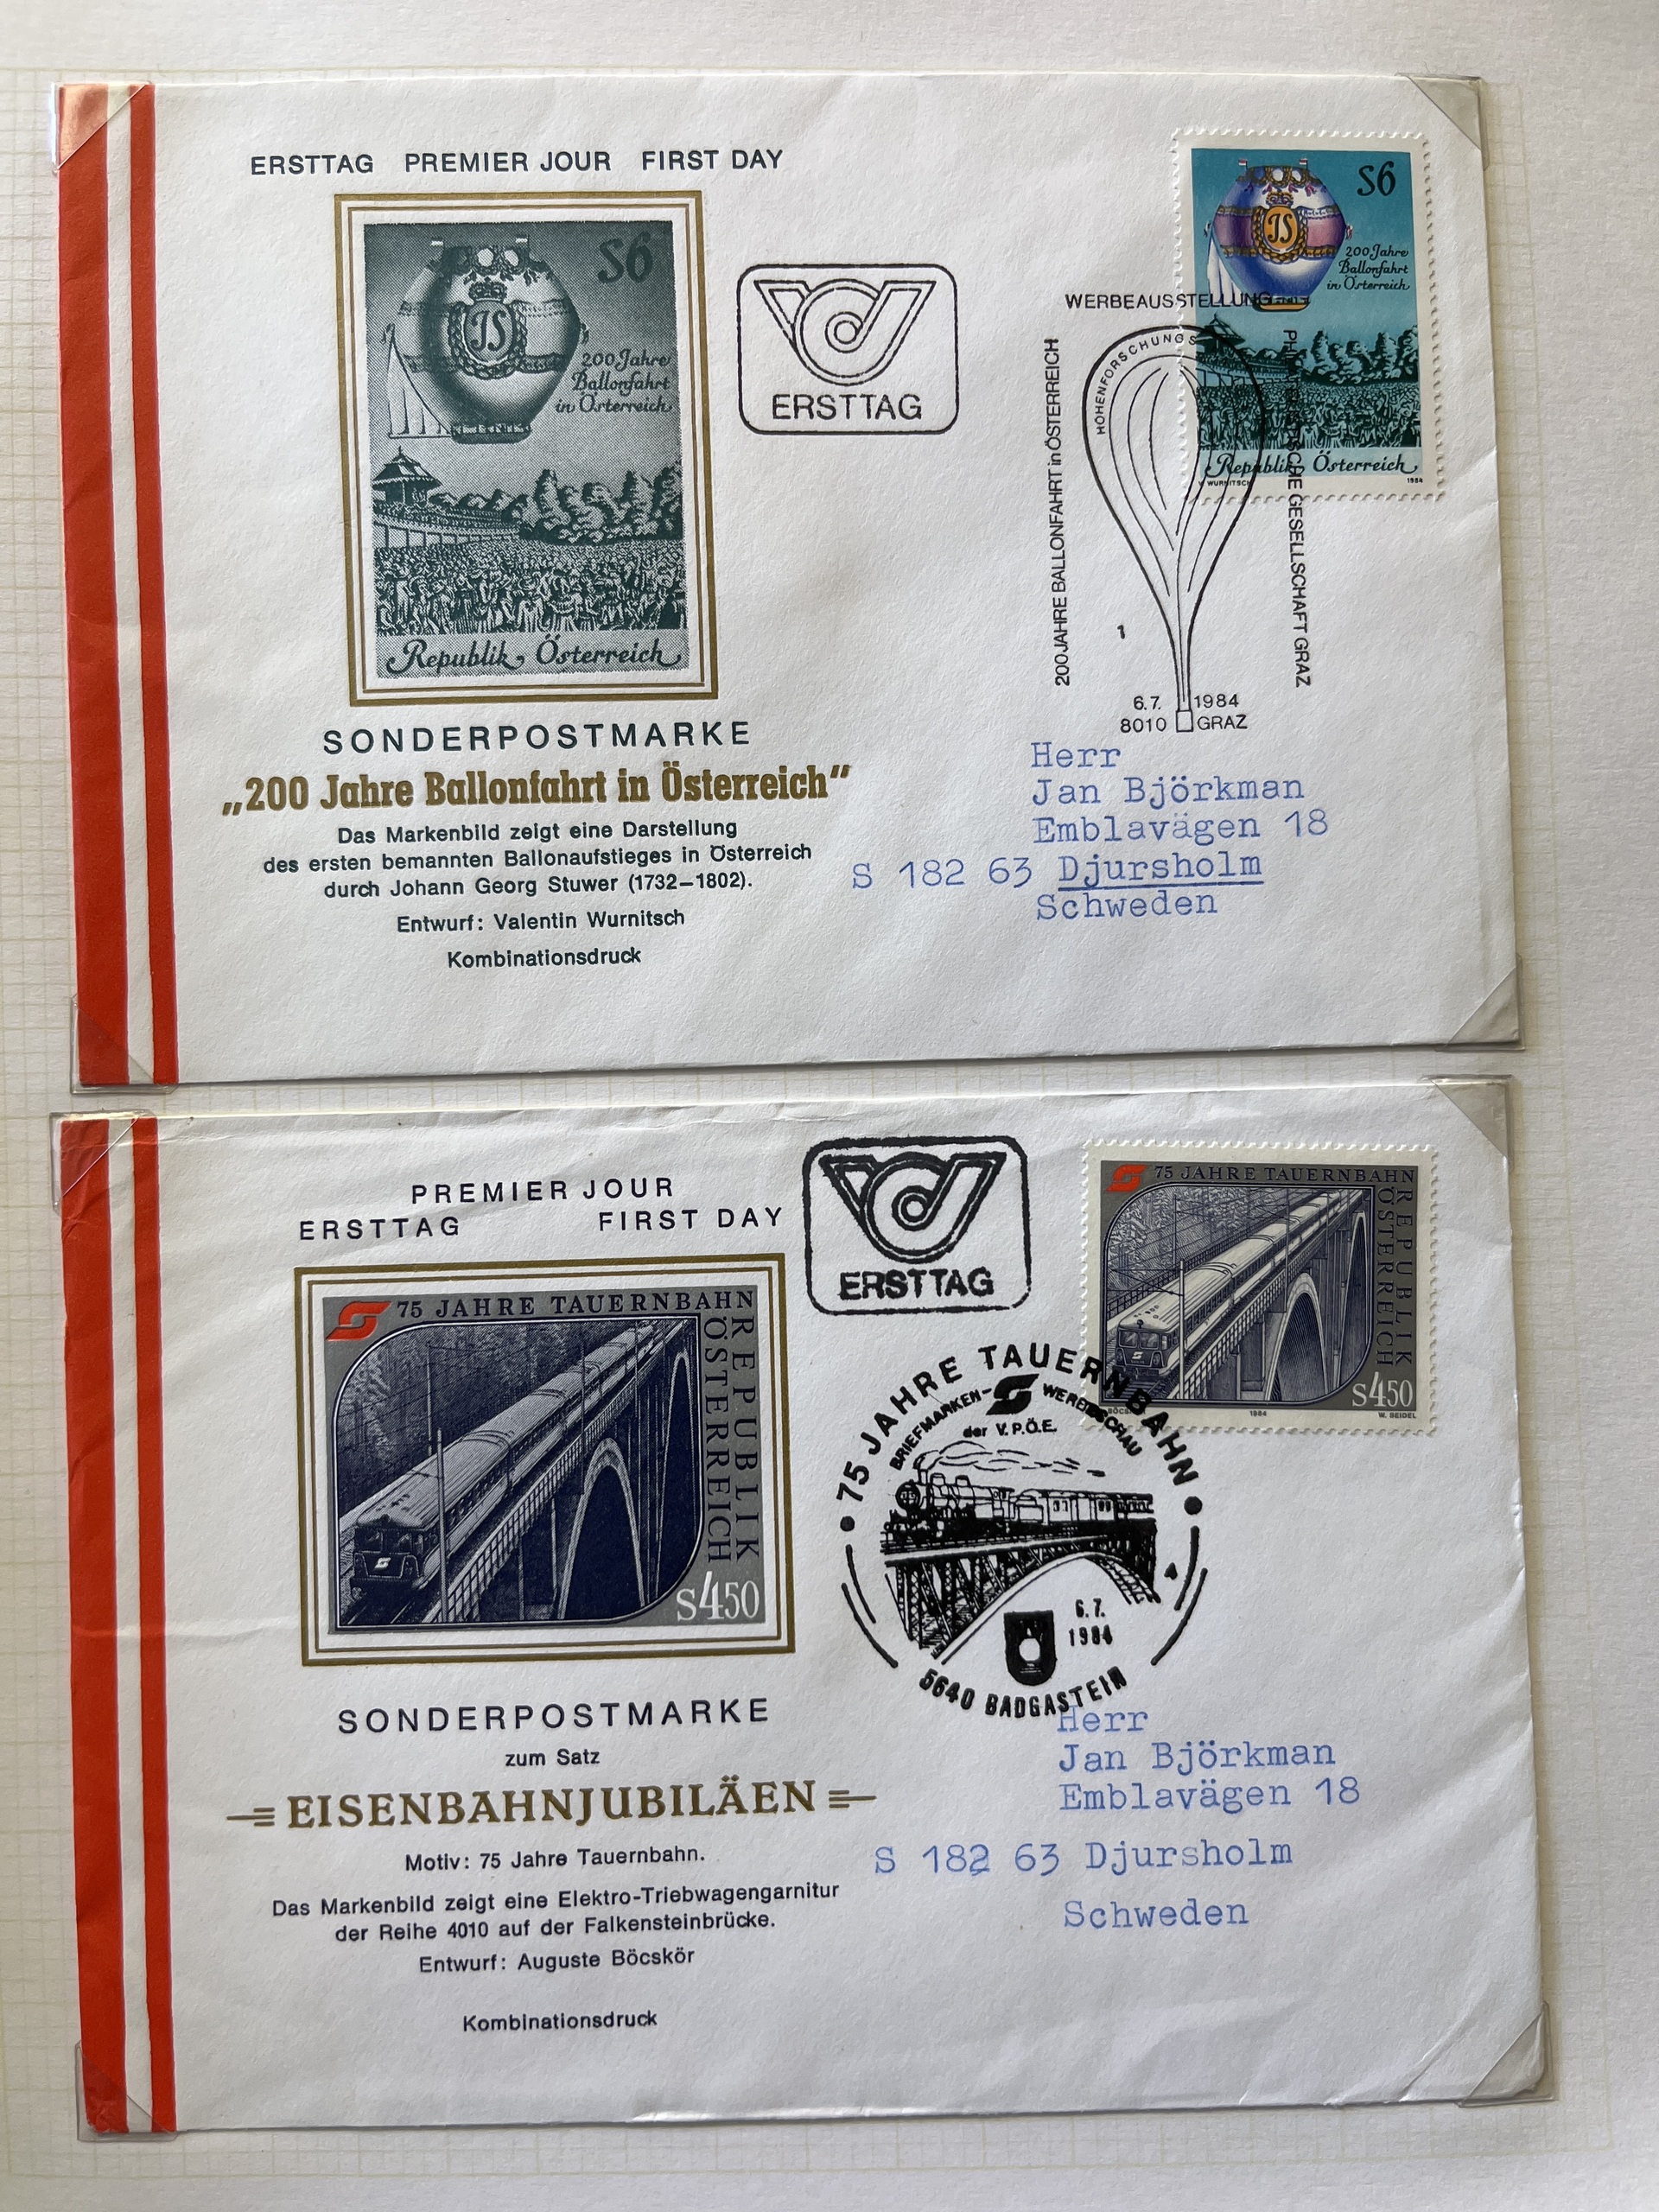 ERSTTAG PREMIER JOUR FIRST DAY
S6
JS
200 Jahre
Ballonfahrt
in Österreich
Republik Österreich
ERSTTAG
S6
JS
200 Jahre
Ballonfahrt
in Österreich
Republik Österreich
1984
WERBEAUSSTELLUNG
200 JAHRE BALLONFAHRT in ÖSTERREICH
HÖHENFORSCHUNGS
GESELLSCHAFT GRAZ
1
6.7. 1984
8010 GRAZ
SONDERPOSTMARKE
„200 Jahre Ballonfahrt in Österreich“
Das Markenbild zeigt eine Darstellung
des ersten bemannten Ballonaufstieges in Österreich
durch Johann Georg Stuwer (1732–1802).
Entwurf: Valentin Wurnitsch
Kombinationsdruck
Herr
Jan Björkman
Emblavägen 18
S 182 63 Djursholm
Schweden
PREMIER JOUR
ERSTTAG FIRST DAY
75 JAHRE TAUERNBAHN
REPUBLIK
ÖSTERREICH
S450
ERSTTAG
75 JAHRE TAUERNBAHN
REPUBLIK
ÖSTERREICH
S450
1984
W. SEIDEL
75 JAHRE TAUERNBAHN
BRIEFMARKEN- WERBESCHAU
der V.P.Ö.E.
4
6.7.
1984
5640 BADGASTEIN
SONDERPOSTMARKE
zum Satz
EISENBAHNJUBILÄEN
Motiv: 75 Jahre Tauernbahn.
Das Markenbild zeigt eine Elektro-Triebwagengarnitur
der Reihe 4010 auf der Falkensteinbrücke.
Entwurf: Auguste Böcskör
Kombinationsdruck
Herr
Jan Björkman
Emblavägen 18
S 182 63 Djursholm
Schweden